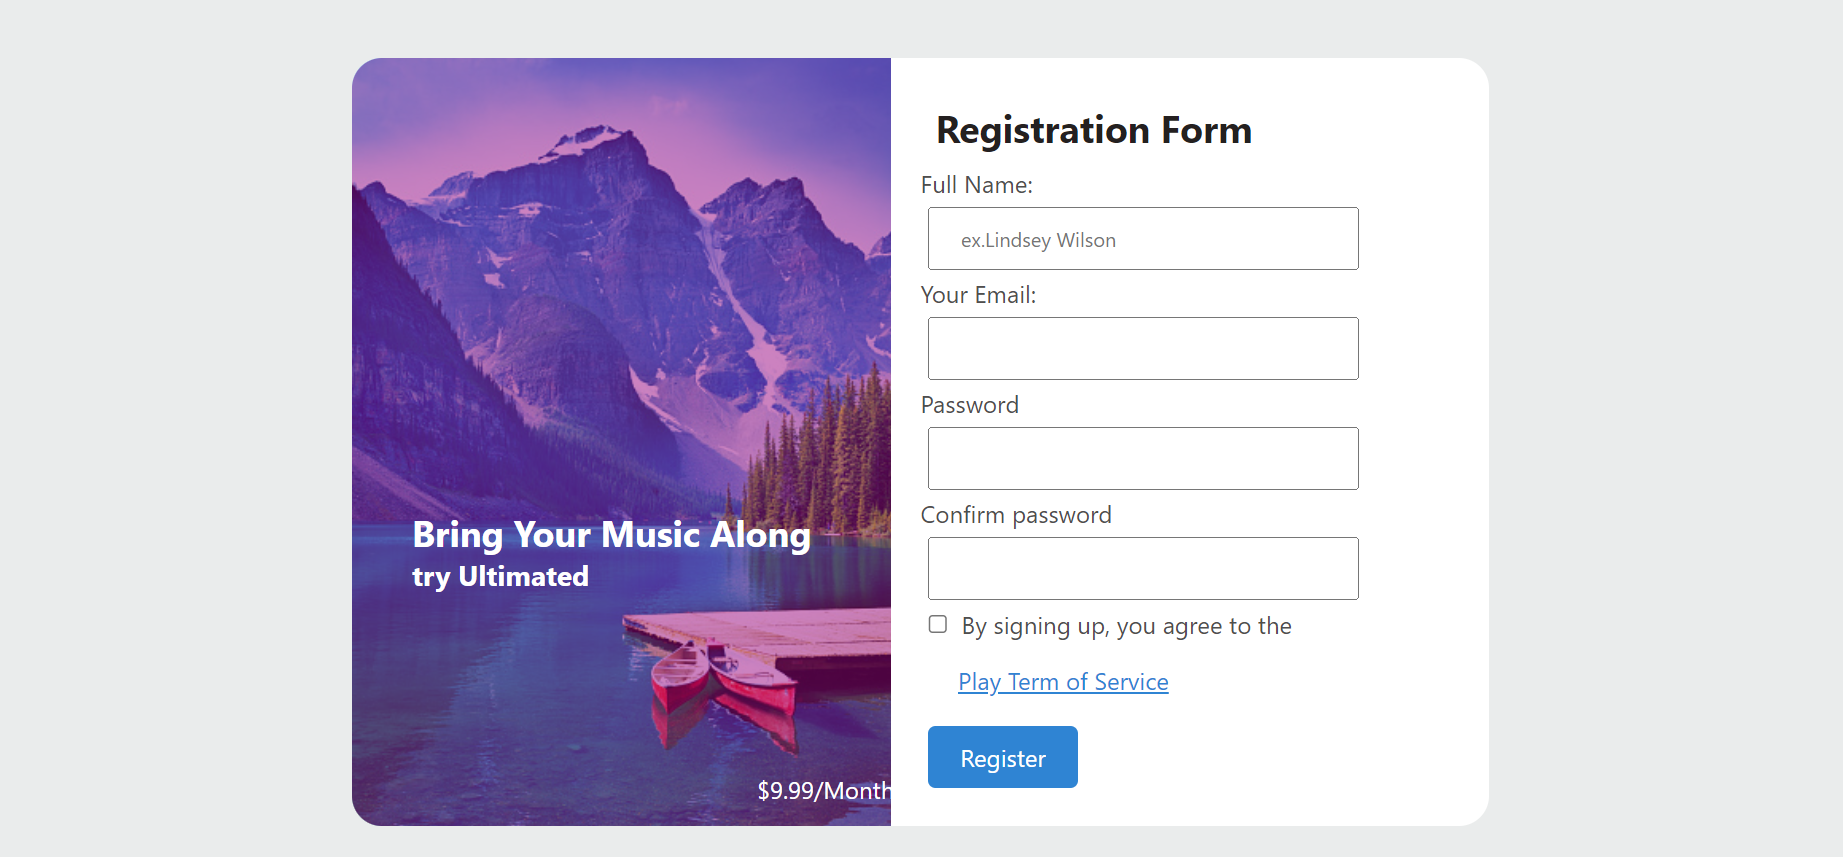 Bring Your Music Along
try Ultimated
$9.99/Month
Registration Form
Full Name:
ex.Lindsey Wilson
Your Email:
Password
Confirm password
By signing up, you agree to the
Play Term of Service
Register